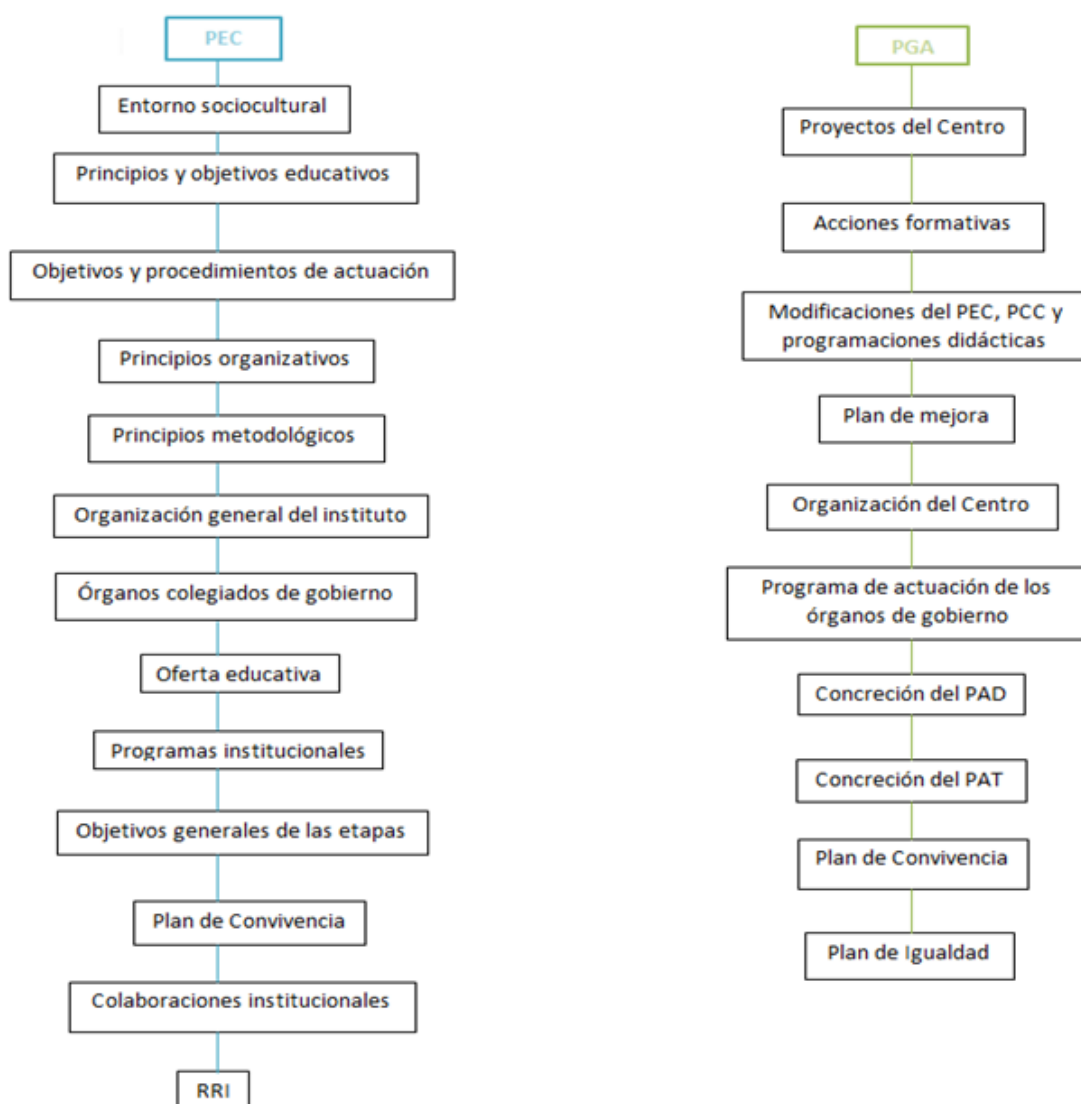 PEC
Entorno sociocultural
Principios y objetivos educativos
Objetivos y procedimientos de actuación
Principios organizativos
Principios metodológicos
Organización general del instituto
Órganos colegiados de gobierno
Oferta educativa
Programas institucionales
Objetivos generales de las etapas
Plan de Convivencia
Colaboraciones institucionales
RRI
PGA
Proyectos del Centro
Acciones formativas
Modificaciones del PEC, PCC y
programaciones didácticas
Plan de mejora
Organización del Centro
Programa de actuación de los
órganos de gobierno
Concreción del PAD
Concreción del PAT
Plan de Convivencia
Plan de Igualdad